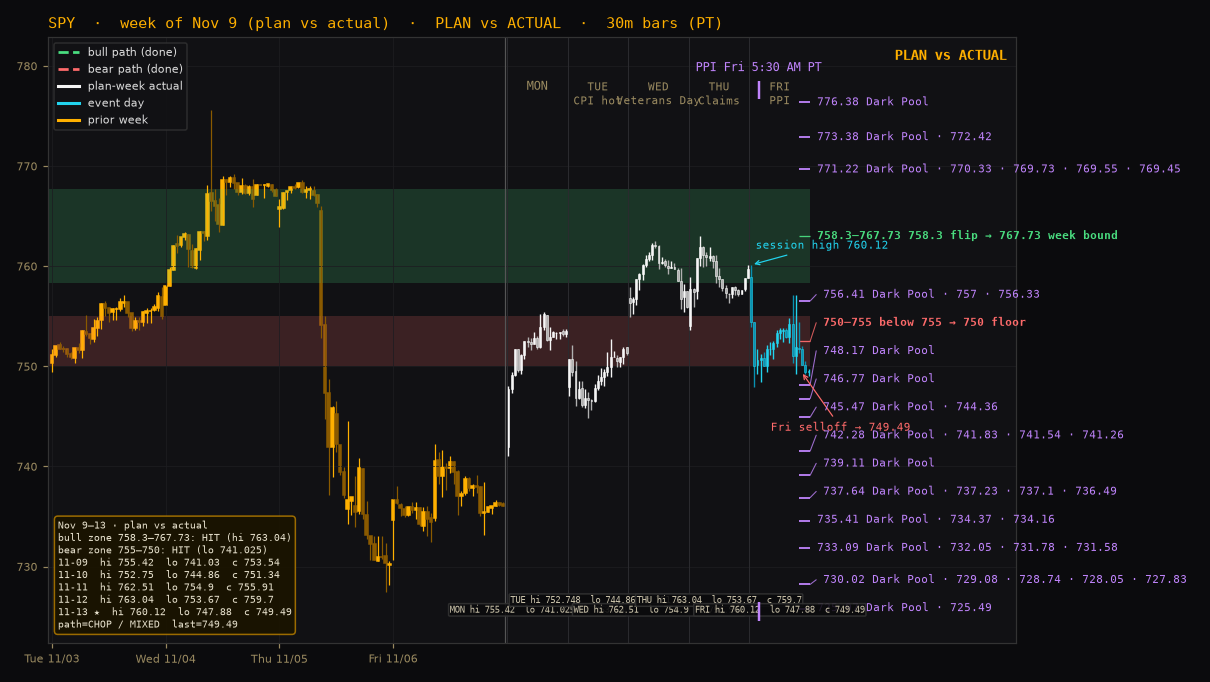 SPY · week of Nov 9 (plan vs actual) · PLAN vs ACTUAL · 30m bars (PT)
PLAN vs ACTUAL
bull path (done)
bear path (done)
plan-week actual
event day
prior week
PPI Fri 5:30 AM PT
MON
TUE
CPI hot
WED
Veterans Day
THU
Claims
FRI
PPI
780
770
760
750
740
730
776.38 Dark Pool
773.38 Dark Pool · 772.42
771.22 Dark Pool · 770.33 · 769.73 · 769.55 · 769.45
758.3–767.73 758.3 flip → 767.73 week bound
session high 760.12
756.41 Dark Pool · 757 · 756.33
750–755 below 755 → 750 floor
748.17 Dark Pool
746.77 Dark Pool
745.47 Dark Pool · 744.36
Fri selloff → 749.49
742.28 Dark Pool · 741.83 · 741.54 · 741.26
739.11 Dark Pool
737.64 Dark Pool · 737.23 · 737.1 · 736.49
735.41 Dark Pool · 734.37 · 734.16
733.09 Dark Pool · 732.05 · 731.78 · 731.58
730.02 Dark Pool · 729.08 · 728.74 · 728.05 · 727.83
Dark Pool · 725.49
Nov 9–13 · plan vs actual
bull zone 758.3–767.73: HIT (hi 763.04)
bear zone 755–750: HIT (lo 741.025)
11-09 hi 755.42 lo 741.03 c 753.54
11-10 hi 752.75 lo 744.86 c 751.34
11-11 hi 762.51 lo 754.9 c 755.91
11-12 hi 763.04 lo 753.67 c 759.7
11-13 ★ hi 760.12 lo 747.88 c 749.49
path=CHOP / MIXED last=749.49
TUE hi 752.748 lo 744.86
THU hi 763.04 lo 753.67 c 759.7
MON hi 755.42 lo 741.025
WED hi 762.51 lo 754.9
FRI hi 760.12 lo 747.88 c 749.49
Tue 11/03
Wed 11/04
Thu 11/05
Fri 11/06